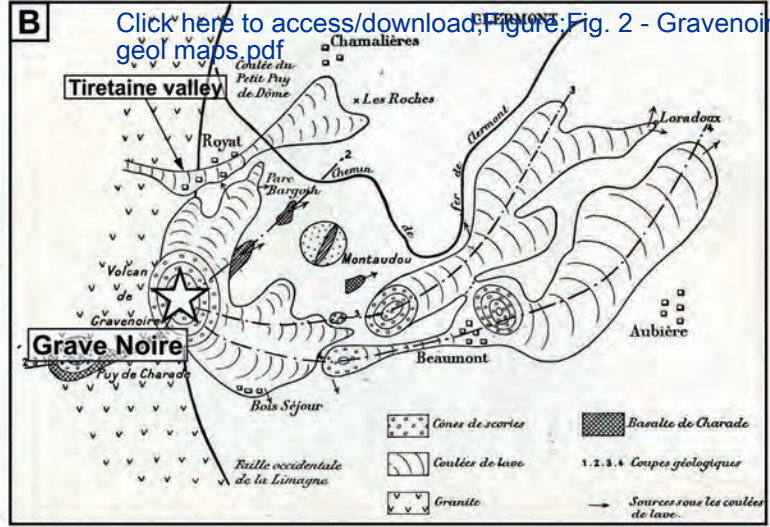 B
Click here to access/download;Figure;Fig. 2 - Gravenoire
geol maps.pdf
CLERMONT
Chamalières
Coulée du
Petit Puy
de Dôme
Tiretaine valley
× Les Roches
Royat
3
Loradoux
4
2
Chemin
de
fer
de
Clermont
Parc
Bargoin
Montaudou
Volcan
de
Gravenoire
3
Grave Noire
2
Puy de Charade
Beaumont
Aubière
Bois Séjour
Cônes de scories
Basalte de Charade
Faille occidentale
de la Limagne
Coulées de lave
1.2.3.4 Coupes géologiques
Granite
Sources sous les coulées
de lave.